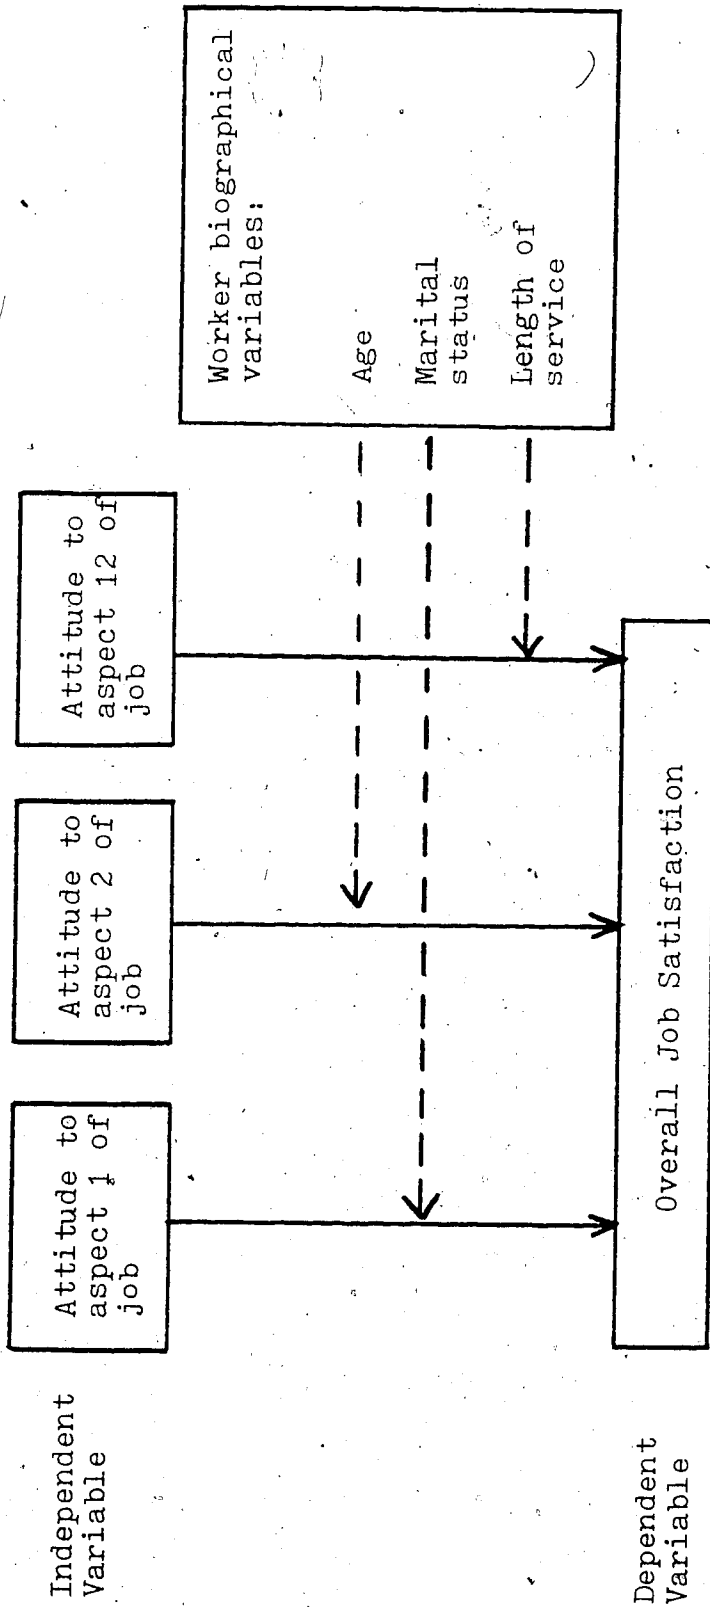 Independent
Variable
Attitude to
aspect 1 of
job
Attitude to
aspect 2 of
job
Attitude to
aspect 12 of
job
Worker biographical
variables:
Age
Marital
status
Length of
service
Dependent
Variable
Overall Job Satisfaction